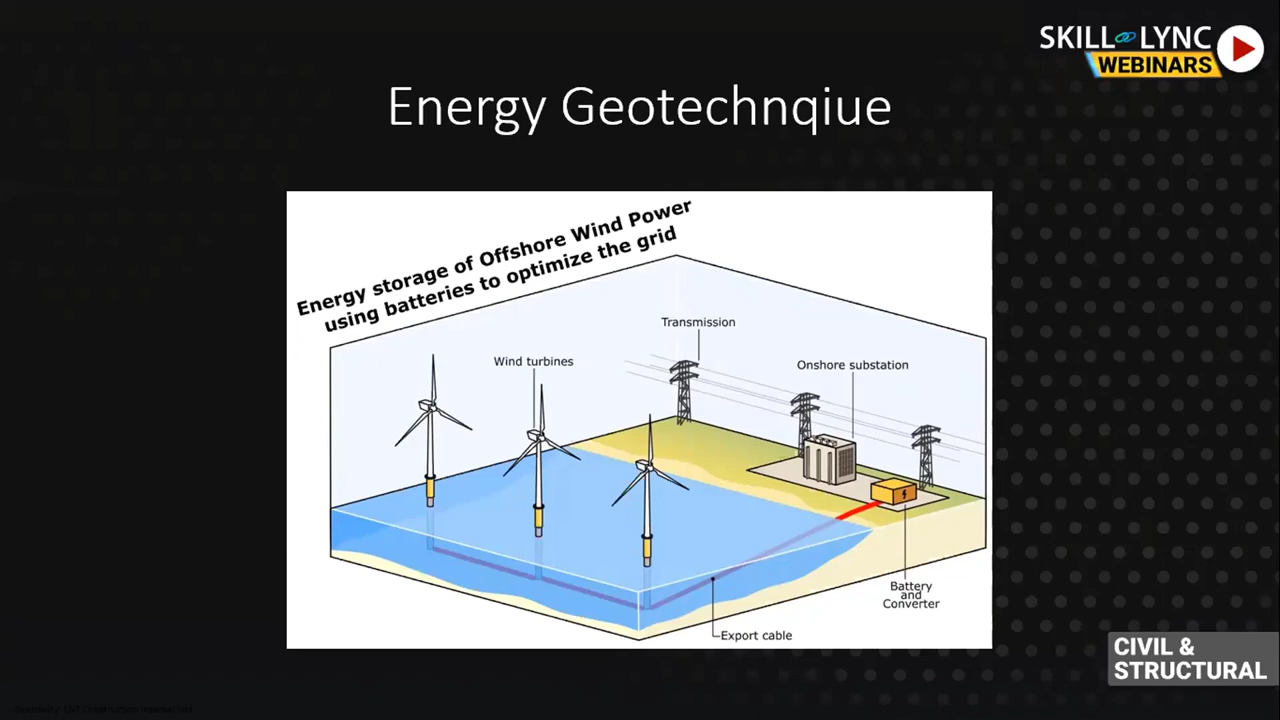 SKILL LYNC
WEBINARS
Energy Geotechnqiue
Energy storage of Offshore Wind Power
using batteries to optimize the grid
Transmission
Wind turbines
Onshore substation
Battery
and
Converter
Export cable
CIVIL &
STRUCTURAL